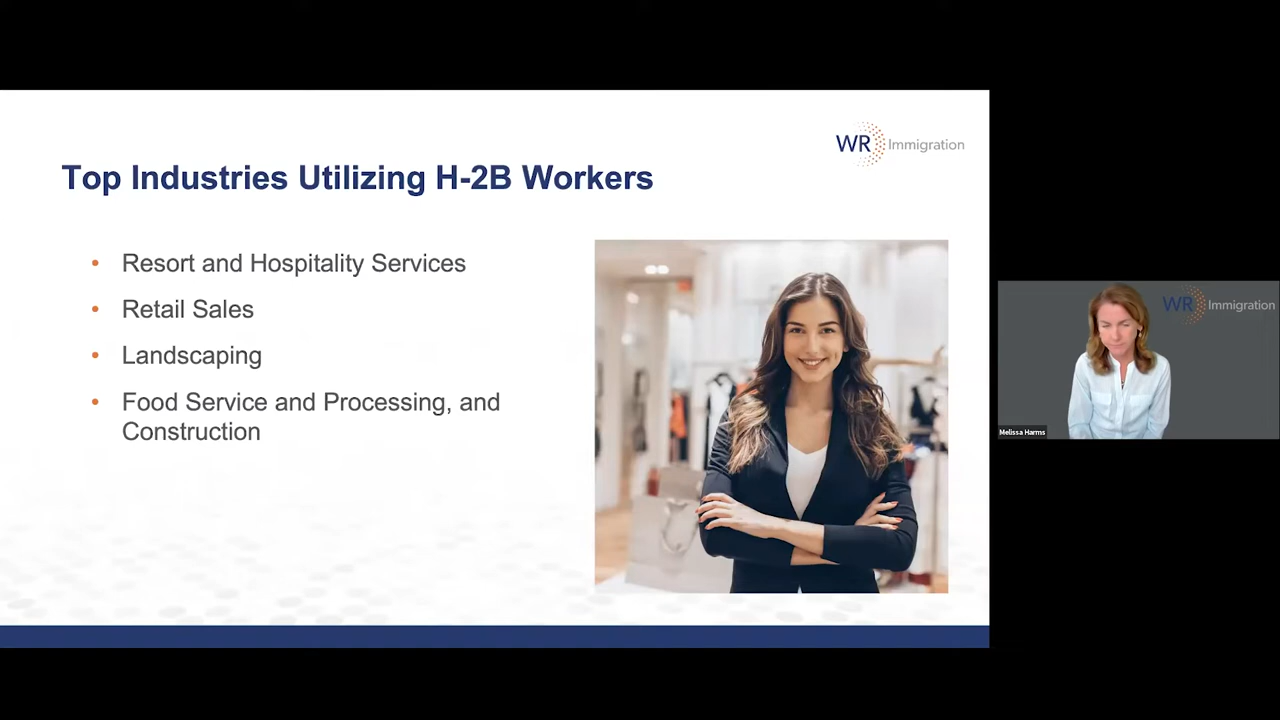 WR Immigration
Top Industries Utilizing H-2B Workers
• Resort and Hospitality Services
• Retail Sales
• Landscaping
• Food Service and Processing, and
Construction
WR Immigration
Melissa Harms